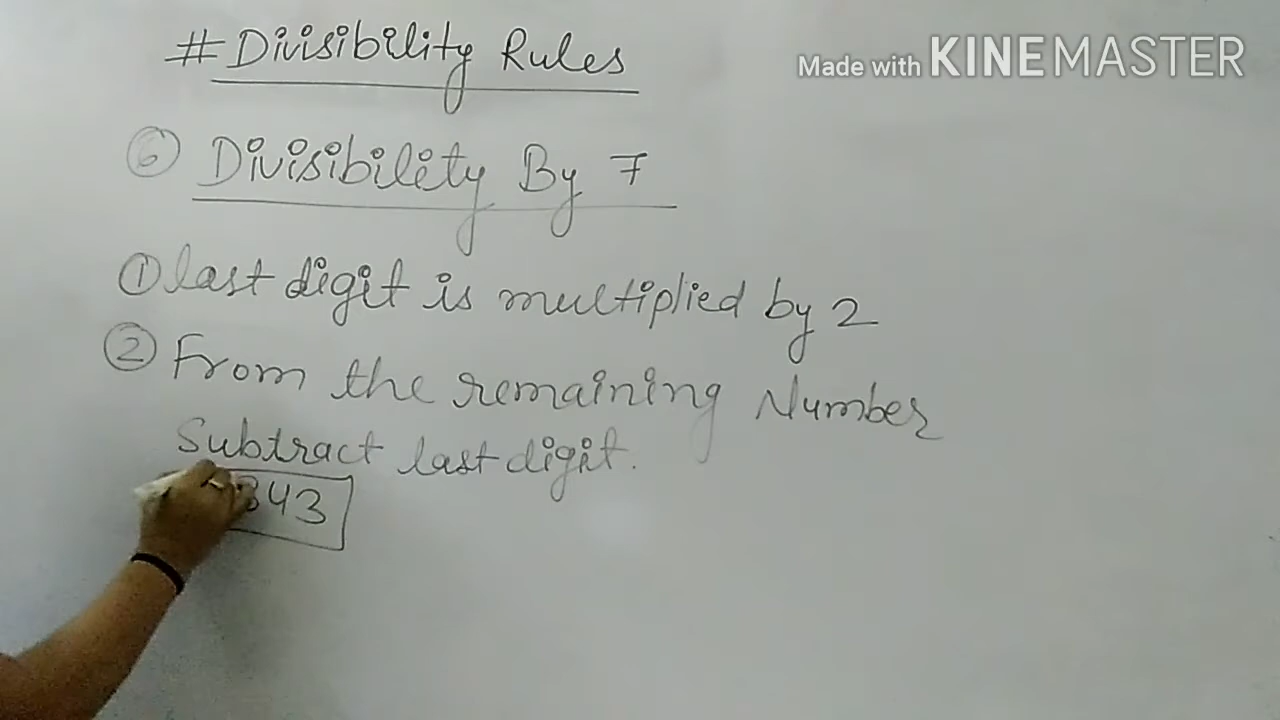 # Divisibility Rules
Made with KINEMASTER
⑥ Divisibility By 7
① last digit is multiplied by 2
② From the remaining Number
Subtract last digit.
343